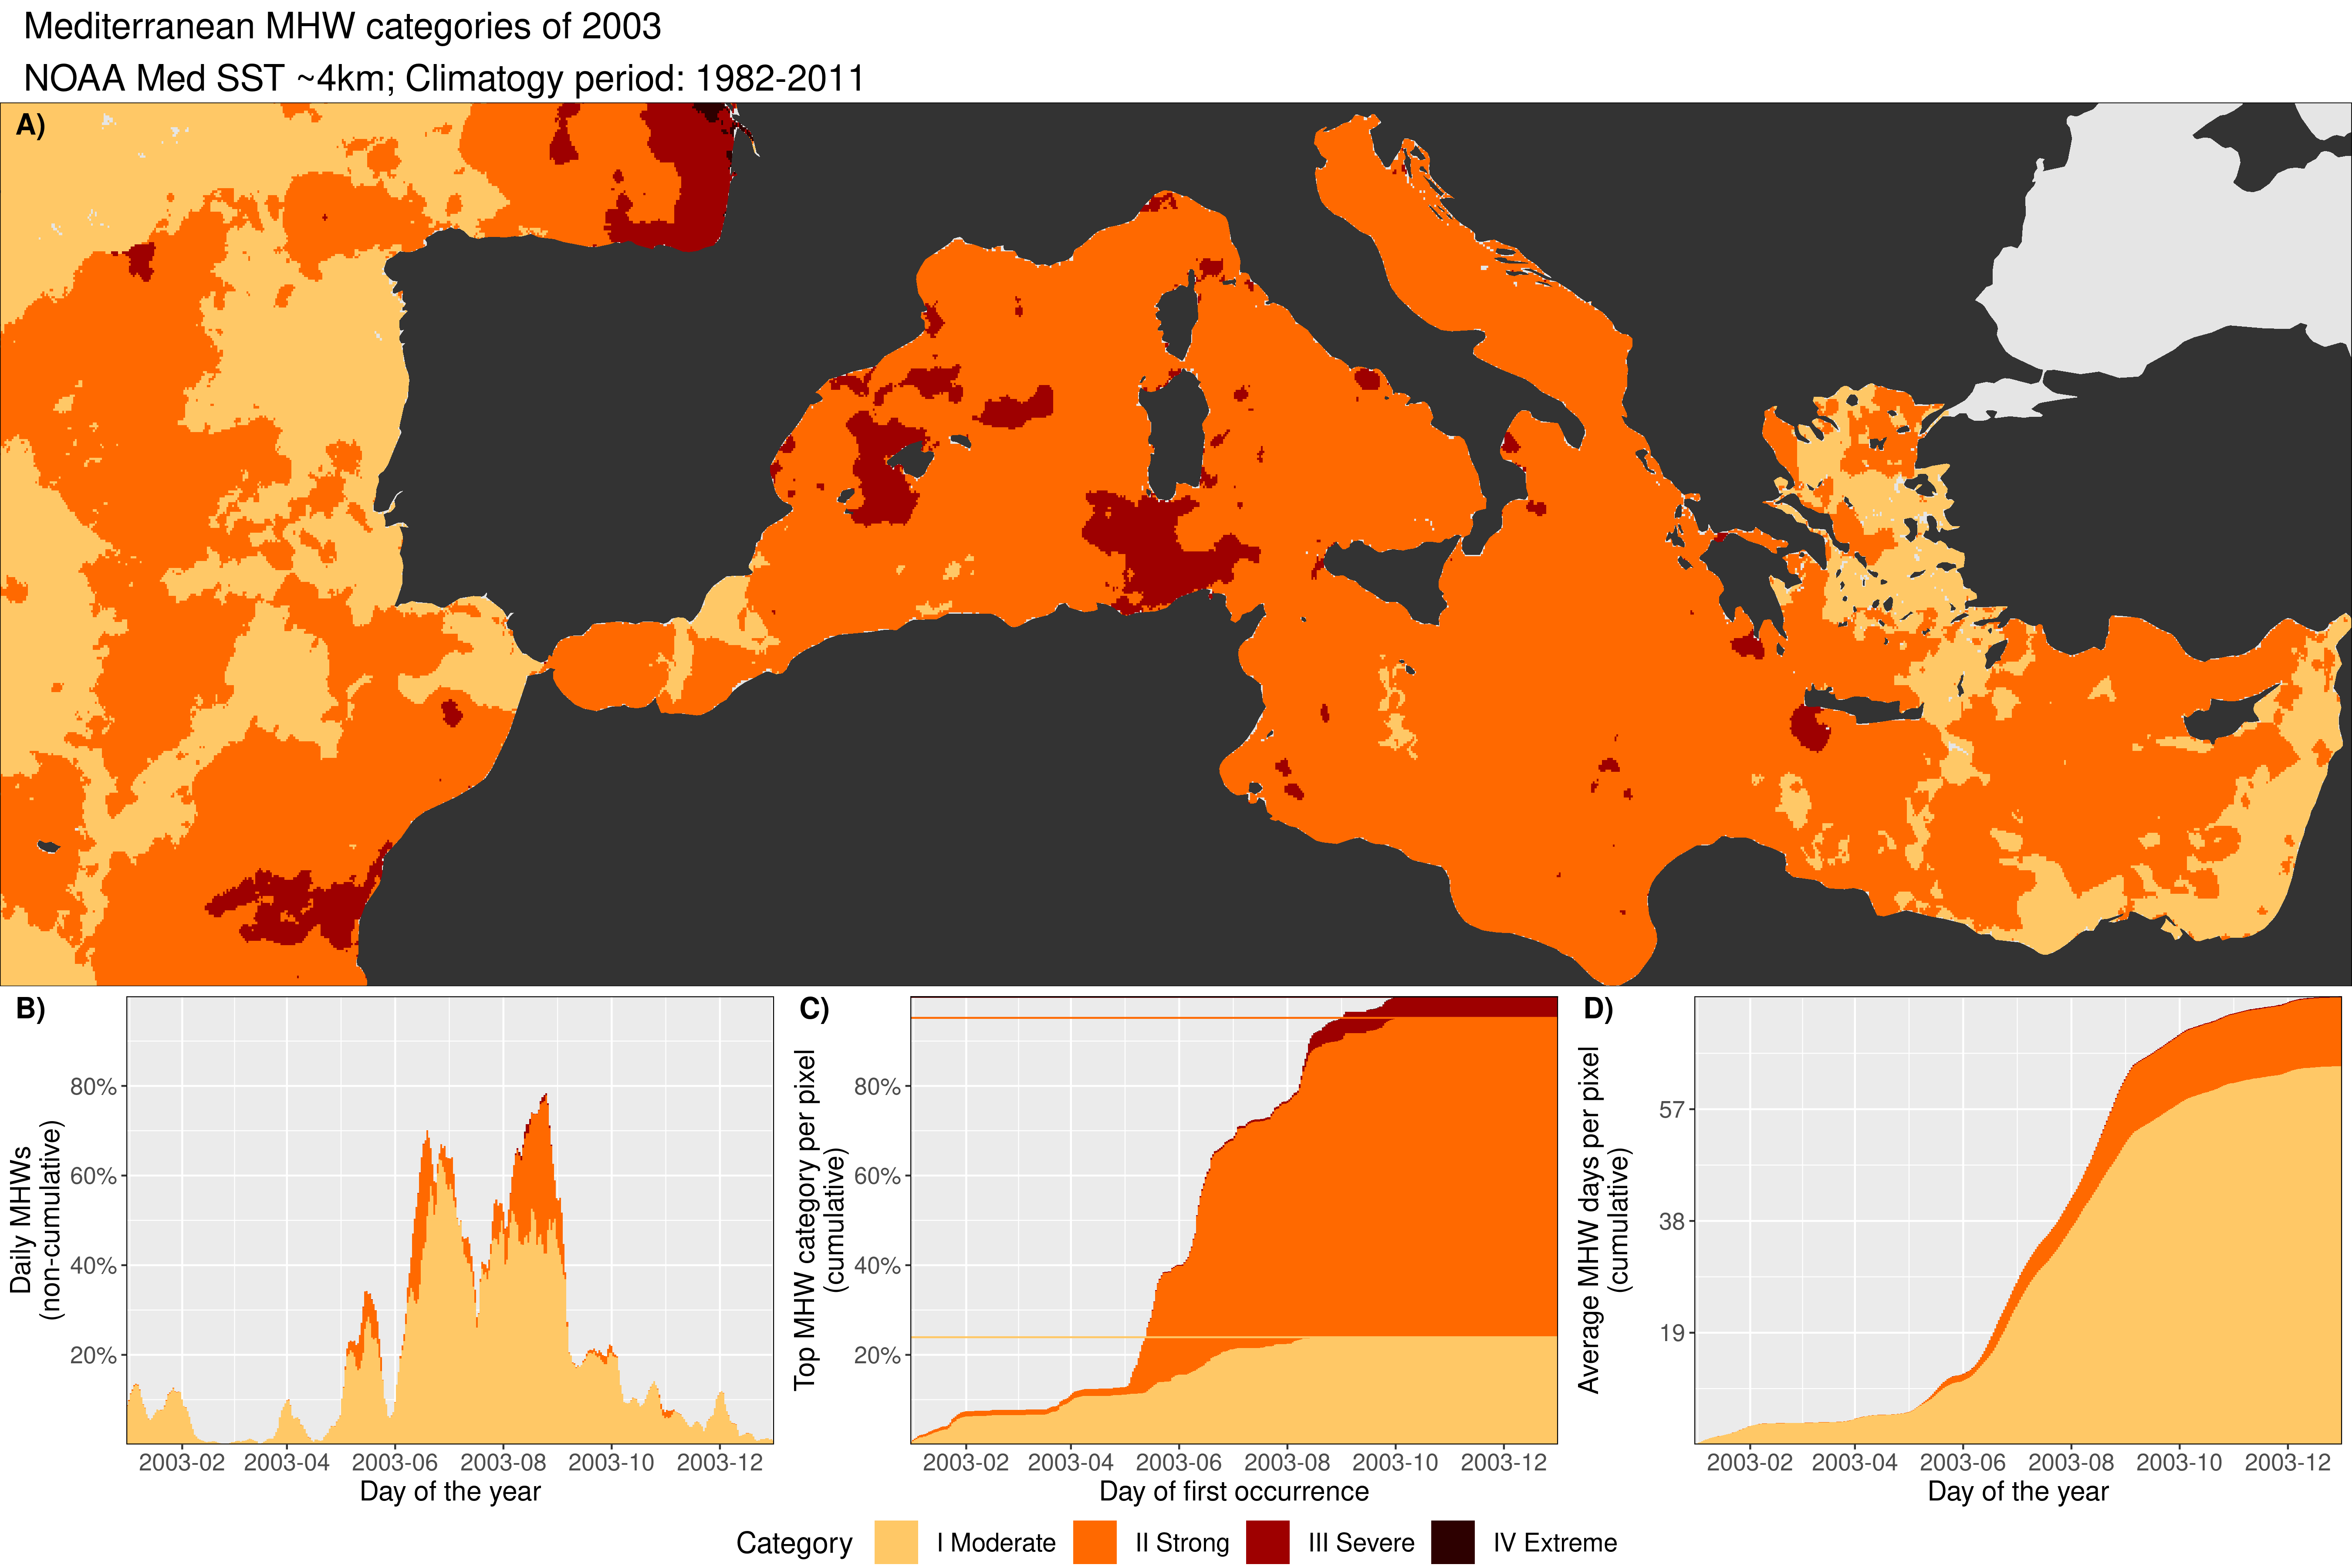 Mediterranean MHW categories of 2003
NOAA Med SST ~4km; Climatogy period: 1982-2011
A)
B)
Daily MHWs
(non-cumulative)
80%
60%
40%
20%
2003-02 2003-04 2003-06 2003-08 2003-10 2003-12
Day of the year
C)
Top MHW category per pixel
(cumulative)
80%
60%
40%
20%
2003-02 2003-04 2003-06 2003-08 2003-10 2003-12
Day of first occurrence
D)
Average MHW days per pixel
(cumulative)
57
38
19
2003-02 2003-04 2003-06 2003-08 2003-10 2003-12
Day of the year
Category I Moderate II Strong III Severe IV Extreme